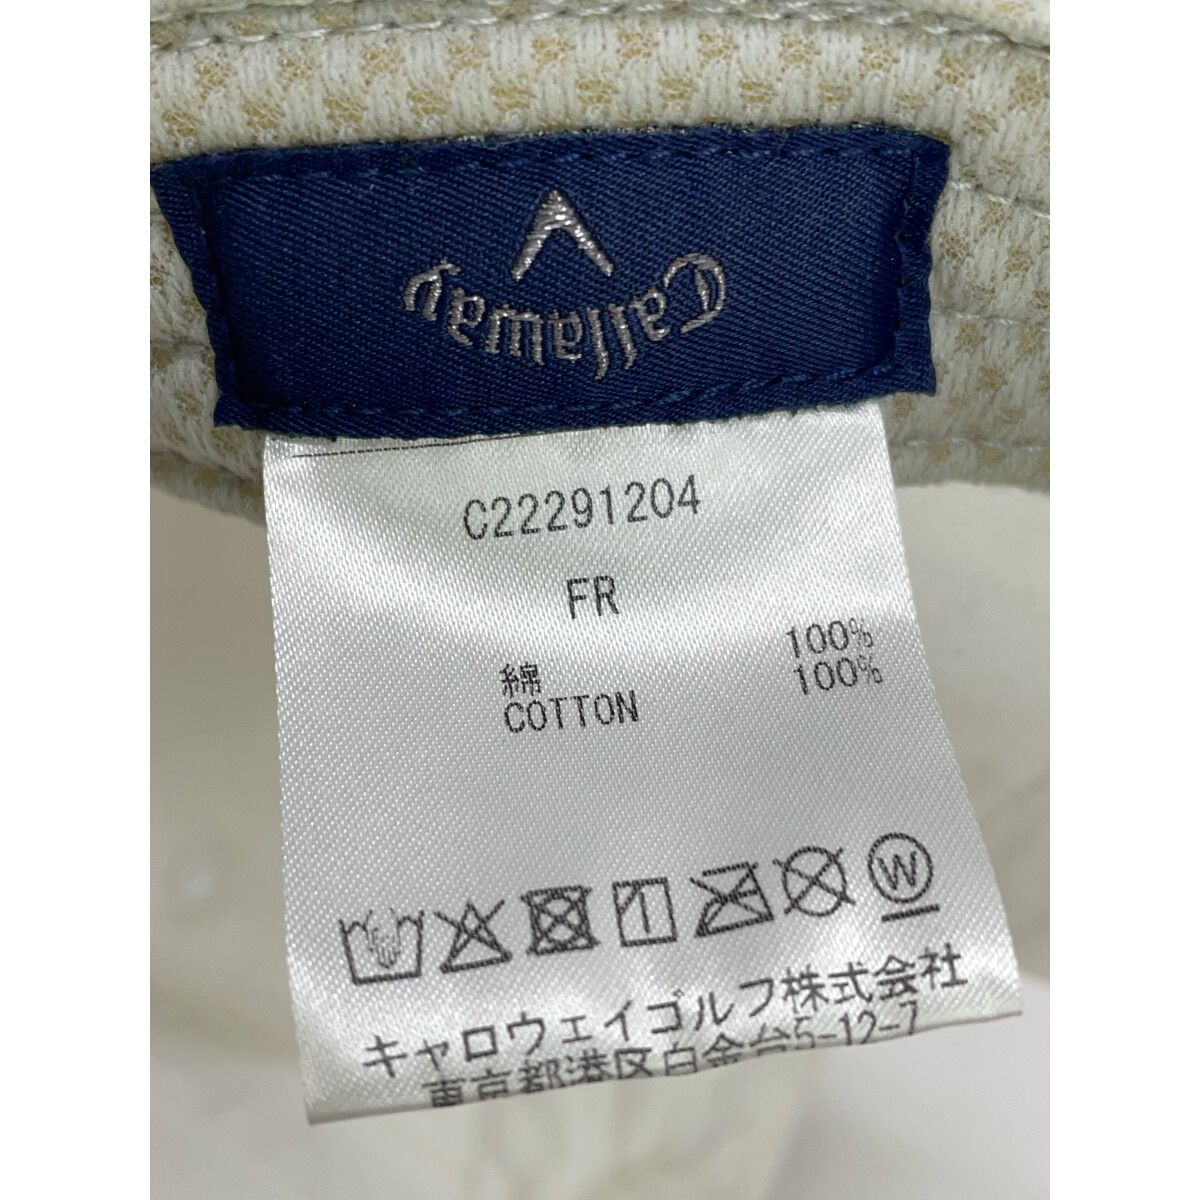 Callaway
C22291204
FR
綿 100%
COTTON 100%
W
キャロウェイゴルフ株式会社
東京都港区白金台5-12-7